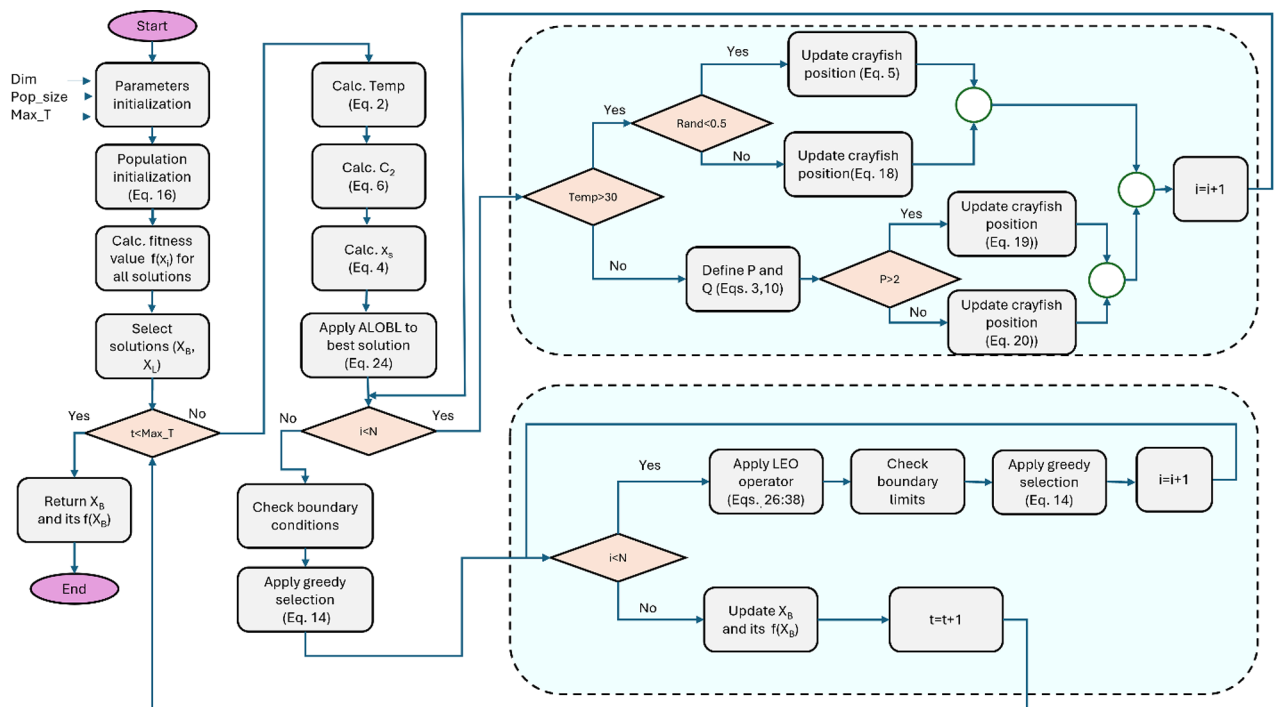 Start
Dim
Pop_size
Max_T
Parameters
initialization
Population
initialization
(Eq. 16)
Calc. fitness
value f(xi) for
all solutions
Select
solutions (XB,
XL)
Yes
No
t<Max_T
Return XB
and its f(XB)
End
Calc. Temp
(Eq. 2)
Calc. C2
(Eq. 6)
Calc. xs
(Eq. 4)
Apply ALOBL to
best solution
(Eq. 24)
No
Yes
i<N
Check boundary
conditions
Apply greedy
selection
(Eq. 14)
Temp>30
Yes
No
Rand<0.5
Yes
No
Update crayfish
position (Eq. 5)
Update crayfish
position(Eq. 18)
Define P and
Q (Eqs. 3,10)
P>2
Yes
No
Update crayfish
position
(Eq. 19))
Update crayfish
position
(Eq. 20))
i=i+1
i<N
Yes
No
Apply LEO
operator
(Eqs. 26:38)
Check
boundary
limits
Apply greedy
selection
(Eq. 14)
i=i+1
Update XB
and its f(XB)
t=t+1